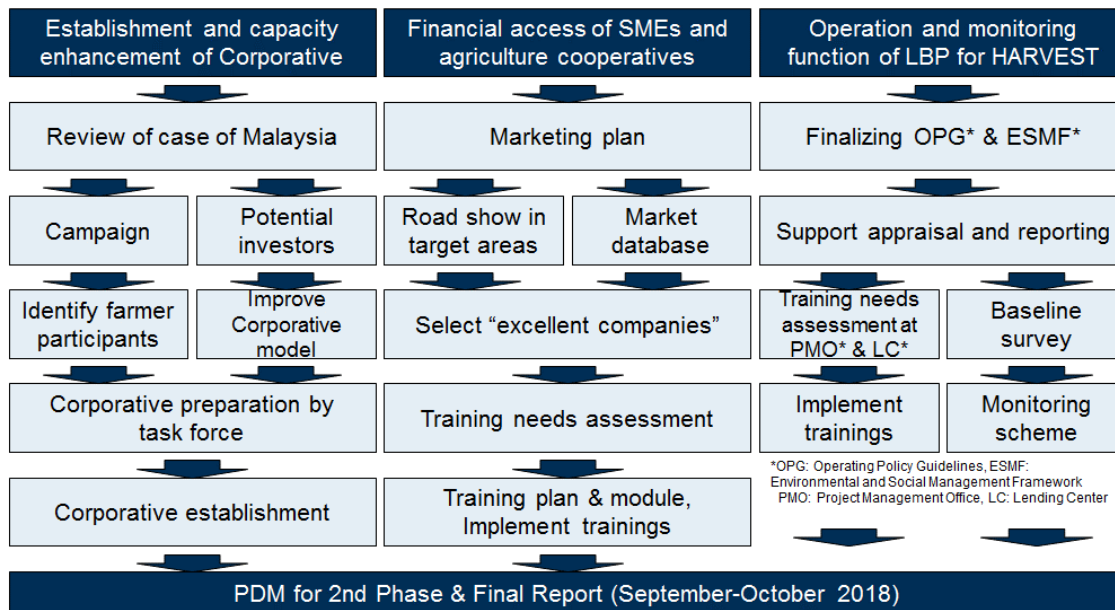 Establishment and capacity
enhancement of Corporative
Financial access of SMEs and
agriculture cooperatives
Operation and monitoring
function of LBP for HARVEST
Review of case of Malaysia
Marketing plan
Finalizing OPG* & ESMF*
Campaign
Potential
investors
Road show in
target areas
Market
database
Support appraisal and reporting
Identify farmer
participants
Improve
Corporative
model
Select “excellent companies”
Training needs
assessment at
PMO* & LC*
Baseline
survey
Corporative preparation by
task force
Training needs assessment
Implement
trainings
Monitoring
scheme
*OPG: Operating Policy Guidelines, ESMF:
Environmental and Social Management Framework
PMO: Project Management Office, LC: Lending Center
Corporative establishment
Training plan & module,
Implement trainings
PDM for 2nd Phase & Final Report (September-October 2018)